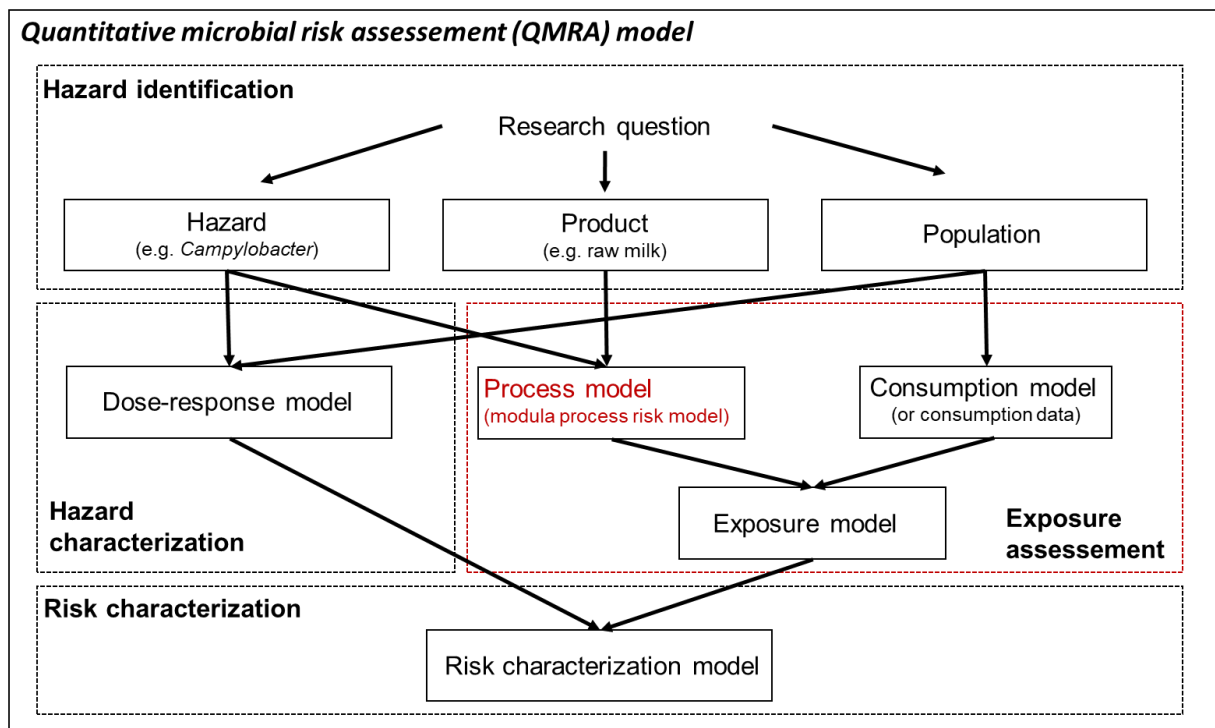 Quantitative microbial risk assessement (QMRA) model
Hazard identification
Research question
Hazard
(e.g. Campylobacter)
Product
(e.g. raw milk)
Population
Dose-response model
Process model
(modula process risk model)
Consumption model
(or consumption data)
Hazard
characterization
Exposure model
Exposure
assessement
Risk characterization
Risk characterization model